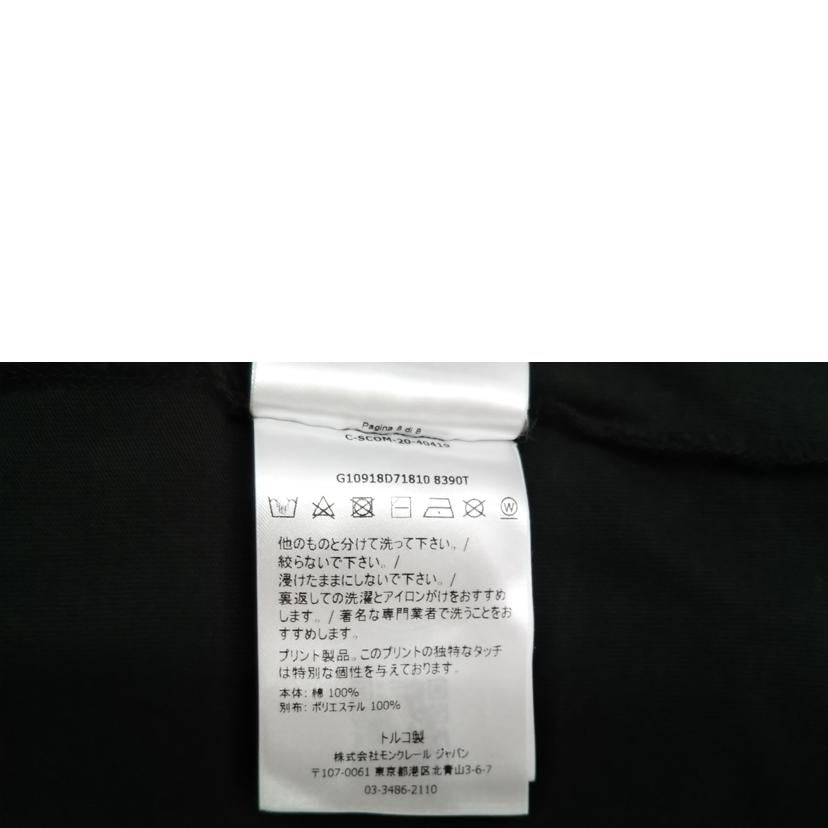 Pagina 8 di 8
C-SCOM-20-40419
G10918D71810 8390T
W
他のものと分けて洗って下さい。/
絞らないで下さい。/
浸けたままにしないで下さい。/
裏返しての洗濯とアイロンがけをおすすめ
します。/ 著名な専門業者で洗うことをお
すすめします。
プリント製品。このプリントの独特なタッチ
は特別な個性を与えております。
本体: 綿 100%
別布: ポリエステル 100%
トルコ製
株式会社モンクレール ジャパン
〒107-0061 東京都港区北青山3-6-7
03-3486-2110